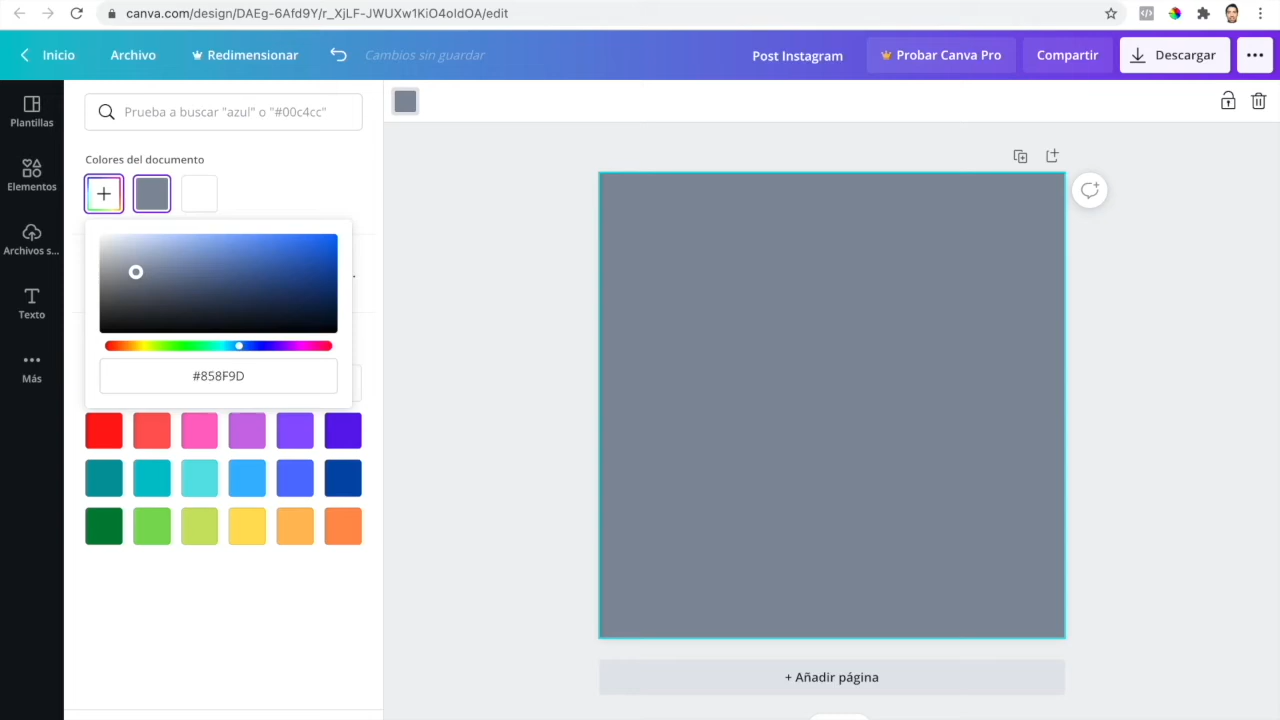 canva.com/design/DAEg-6Afd9Y/r_XjLF-JWUXw1KiO4oldOA/edit
Inicio
Archivo
Redimensionar
Cambios sin guardar
Post Instagram
Probar Canva Pro
Compartir
Descargar
Plantillas
Elementos
Archivos s...
Texto
Más
Prueba a buscar "azul" o "#00c4cc"
Colores del documento
#858F9D
+ Añadir página